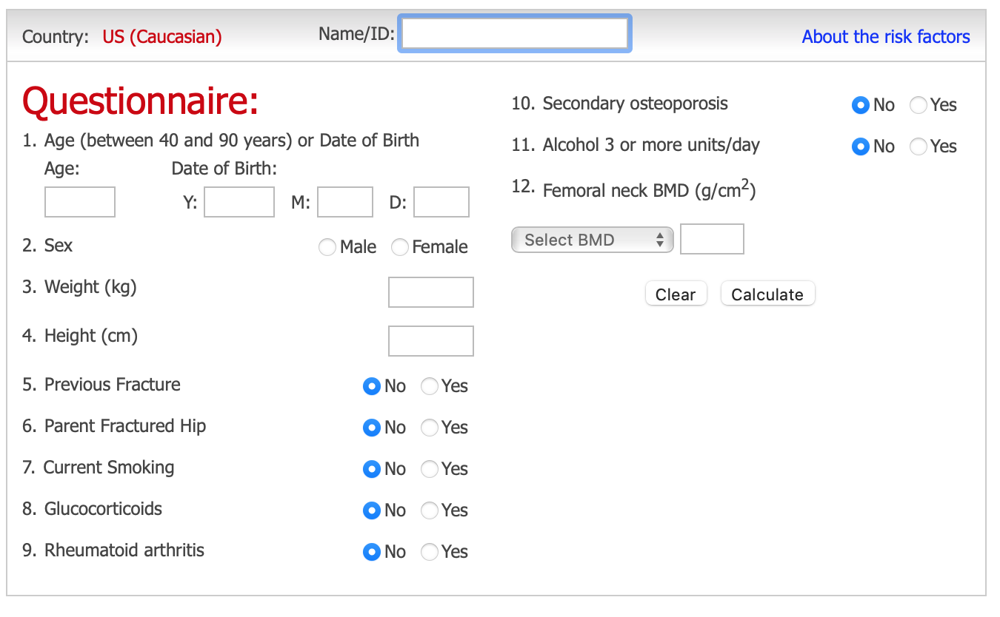 Country: US (Caucasian) Name/ID: About the risk factors
Questionnaire:
1. Age (between 40 and 90 years) or Date of Birth
Age: Date of Birth:
Y: M: D:
2. Sex Male Female
3. Weight (kg)
4. Height (cm)
5. Previous Fracture No Yes
6. Parent Fractured Hip No Yes
7. Current Smoking No Yes
8. Glucocorticoids No Yes
9. Rheumatoid arthritis No Yes
10. Secondary osteoporosis No Yes
11. Alcohol 3 or more units/day No Yes
12. Femoral neck BMD (g/cm²)
Select BMD
Clear Calculate